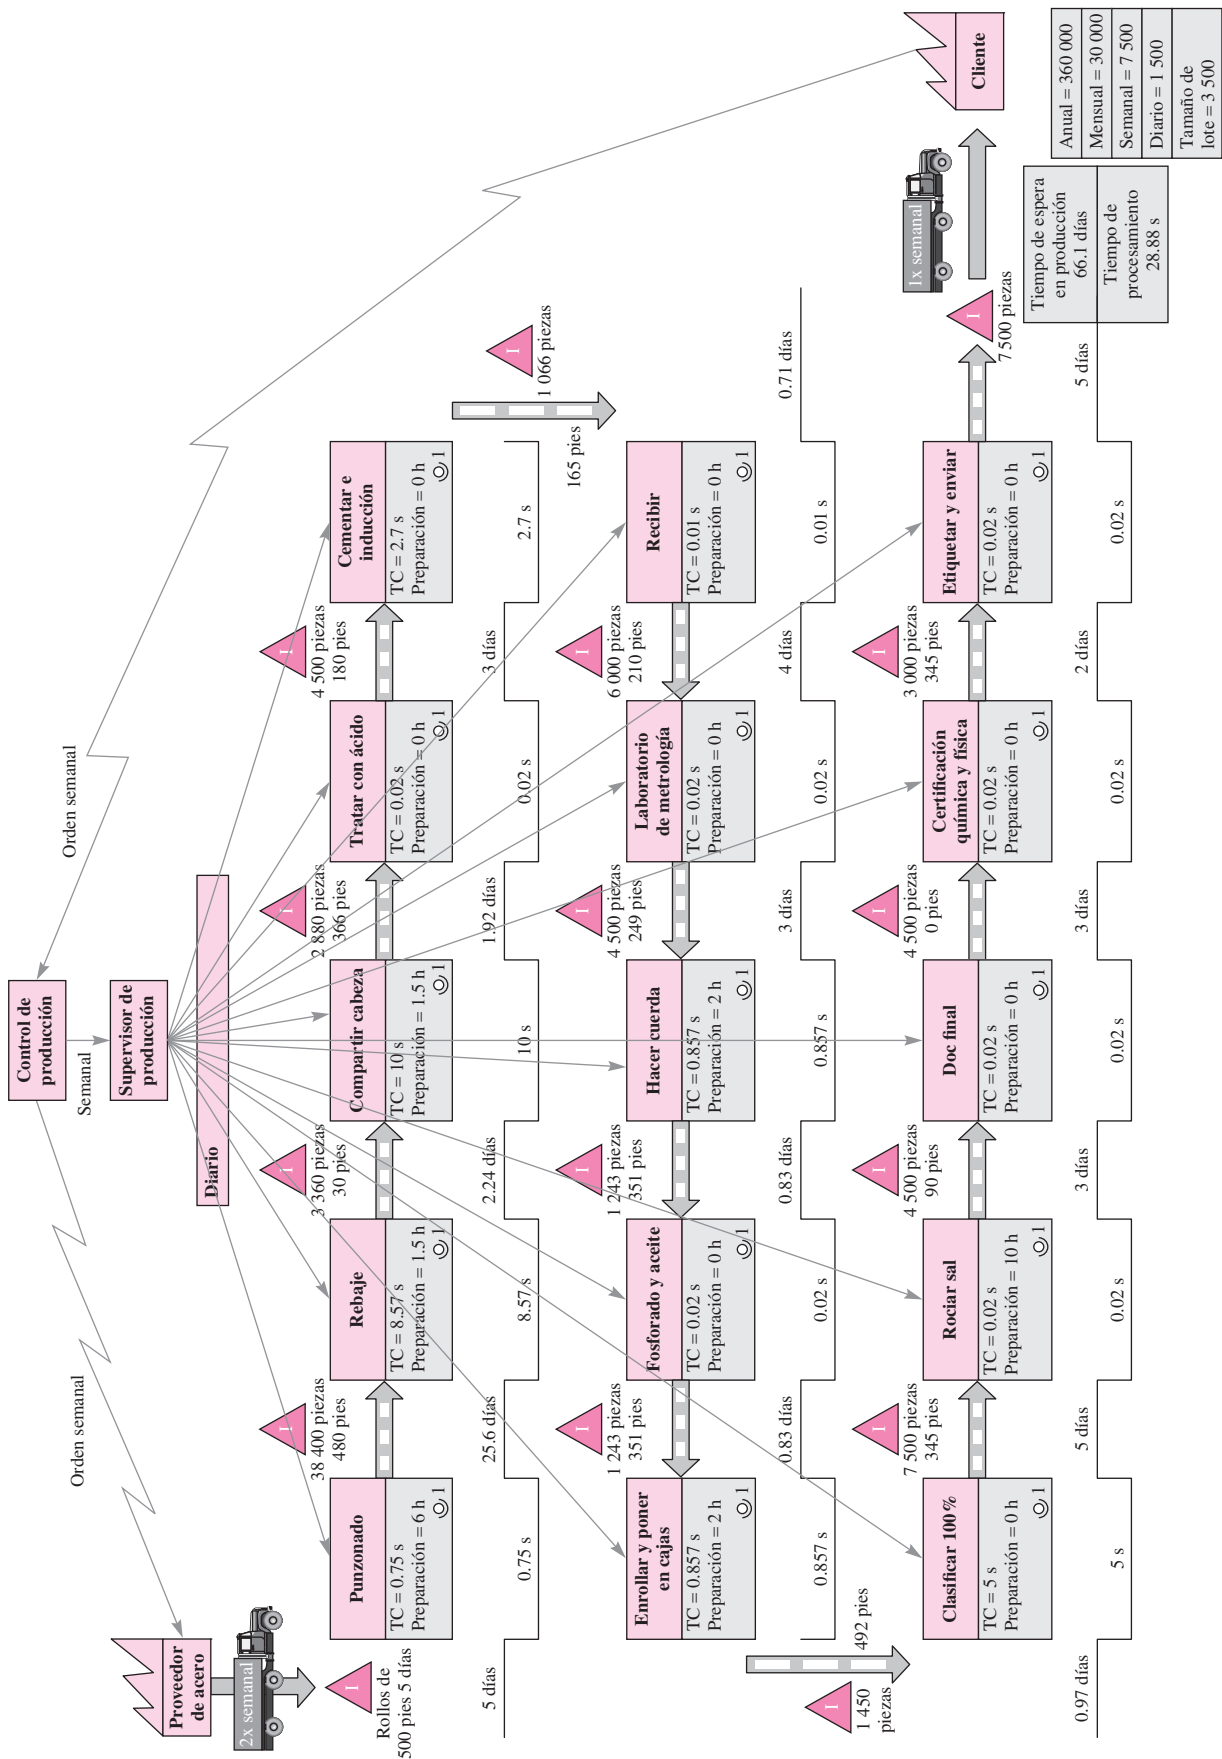 Control de
producción
Orden semanal
Orden semanal
Semanal
Supervisor de
producción
Diario
Proveedor
de acero
2x semanal
I
Rollos de
500 pies 5 días
Punzonado
TC = 0.75 s
Preparación = 6 h
1
I
38 400 piezas
480 pies
Rebaje
TC = 8.57 s
Preparación = 1.5 h
1
I
3 360 piezas
30 pies
Compartir cabeza
TC = 10 s
Preparación = 1.5 h
1
I
2 880 piezas
366 pies
Tratar con ácido
TC = 0.02 s
Preparación = 0 h
1
I
4 500 piezas
180 pies
Cementar e
inducción
TC = 2.7 s
Preparación = 0 h
1
5 días
0.75 s
25.6 días
8.57 s
2.24 días
10 s
1.92 días
0.02 s
3 días
2.7 s
I
1 066 piezas
165 pies
Enrollar y poner
en cajas
TC = 0.857 s
Preparación = 2 h
1
I
1 243 piezas
351 pies
Fosforado y aceite
TC = 0.02 s
Preparación = 0 h
1
I
1 243 piezas
351 pies
Hacer cuerda
TC = 0.857 s
Preparación = 2 h
1
I
4 500 piezas
249 pies
Laboratorio
de metrología
TC = 0.02 s
Preparación = 0 h
1
I
6 000 piezas
210 pies
Recibir
TC = 0.01 s
Preparación = 0 h
1
0.857 s
0.83 días
0.02 s
0.83 días
0.857 s
3 días
0.02 s
4 días
0.01 s
0.71 días
I
1 450
piezas
492 pies
Clasificar 100%
TC = 5 s
Preparación = 0 h
1
I
7 500 piezas
345 pies
Rociar sal
TC = 0.02 s
Preparación = 10 h
1
I
4 500 piezas
90 pies
Doc final
TC = 0.02 s
Preparación = 0 h
1
I
4 500 piezas
0 pies
Certificación
química y física
TC = 0.02 s
Preparación = 0 h
1
I
3 000 piezas
345 pies
Etiquetar y enviar
TC = 0.02 s
Preparación = 0 h
1
I
7 500 piezas
1x semanal
Cliente
0.97 días
5 s
5 días
0.02 s
3 días
0.02 s
3 días
0.02 s
2 días
0.02 s
5 días
Tiempo de espera
en producción
66.1 días
Tiempo de
procesamiento
28.88 s
Anual = 360 000
Mensual = 30 000
Semanal = 7 500
Diario = 1 500
Tamaño de
lote = 3 500